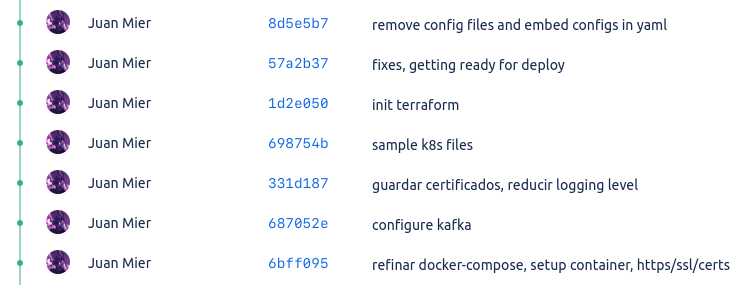 Juan Mier 8d5e5b7 remove config files and embed configs in yaml
Juan Mier 57a2b37 fixes, getting ready for deploy
Juan Mier 1d2e050 init terraform
Juan Mier 698754b sample k8s files
Juan Mier 331d187 guardar certificados, reducir logging level
Juan Mier 687052e configure kafka
Juan Mier 6bff095 refinar docker-compose, setup container, https/ssl/certs